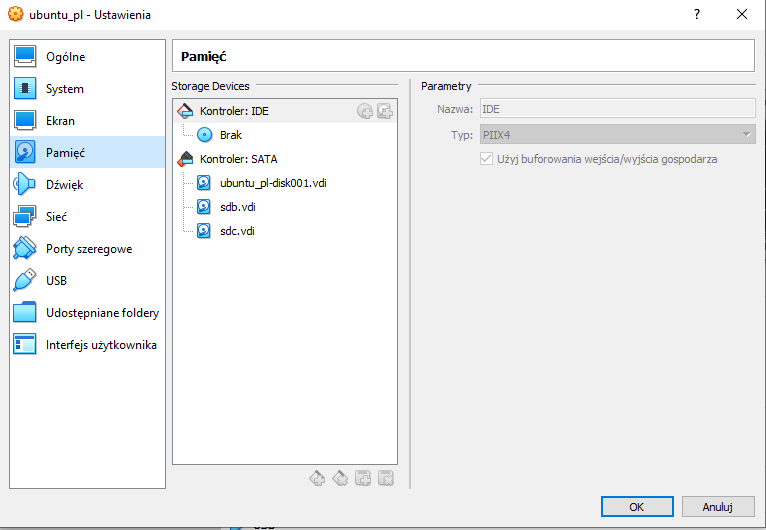 ubuntu_pl - Ustawienia
?
Ogólne
System
Ekran
Pamięć
Dźwięk
Sieć
Porty szeregowe
USB
Udostępniane foldery
Interfejs użytkownika
Pamięć
Storage Devices
Kontroler: IDE
Brak
Kontroler: SATA
ubuntu_pl-disk001.vdi
sdb.vdi
sdc.vdi
Parametry
Nazwa: IDE
Typ: PIIX4
Użyj buforowania wejścia/wyjścia gospodarza
OK
Anuluj